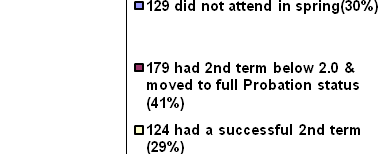 129 did not attend in spring(30%)
179 had 2nd term below 2.0 &
moved to full Probation status
(41%)
124 had a successful 2nd term
(29%)